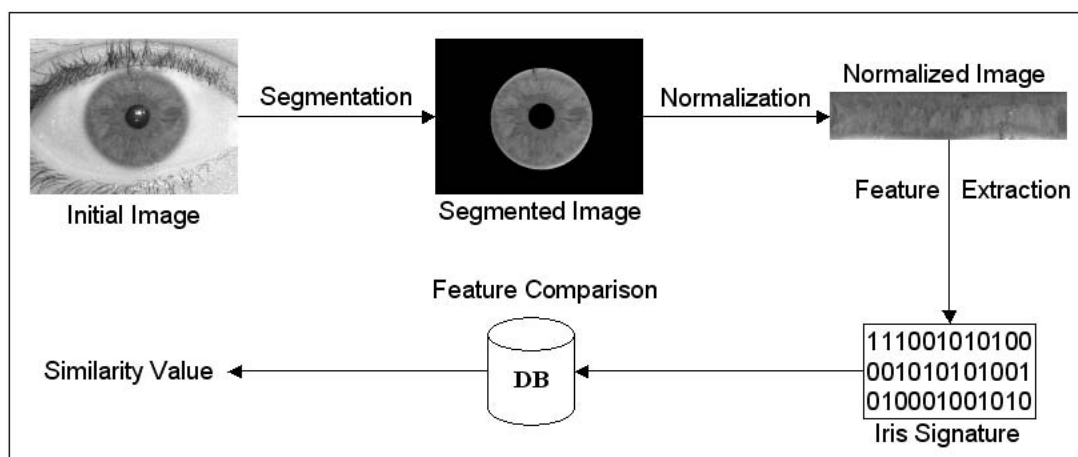 Segmentation
Initial Image
Segmented Image
Normalization
Normalized Image
Feature Extraction
111001010100
001010101001
010001001010
Iris Signature
Feature Comparison
DB
Similarity Value